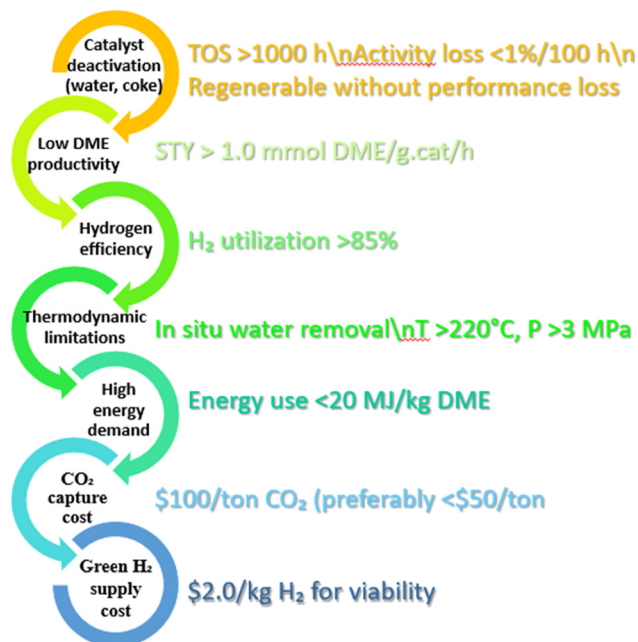 Catalyst
deactivation
(water, coke)
TOS >1000 h\nActivity loss <1%/100 h\n
Regenerable without performance loss
Low DME
productivity
STY > 1.0 mmol DME/g.cat/h
Hydrogen
efficiency
H₂ utilization >85%
Thermodynamic
limitations
In situ water removal\nT >220°C, P >3 MPa
High
energy
demand
Energy use <20 MJ/kg DME
CO₂
capture
cost
$100/ton CO₂ (preferably <$50/ton
Green H₂
supply
cost
$2.0/kg H₂ for viability